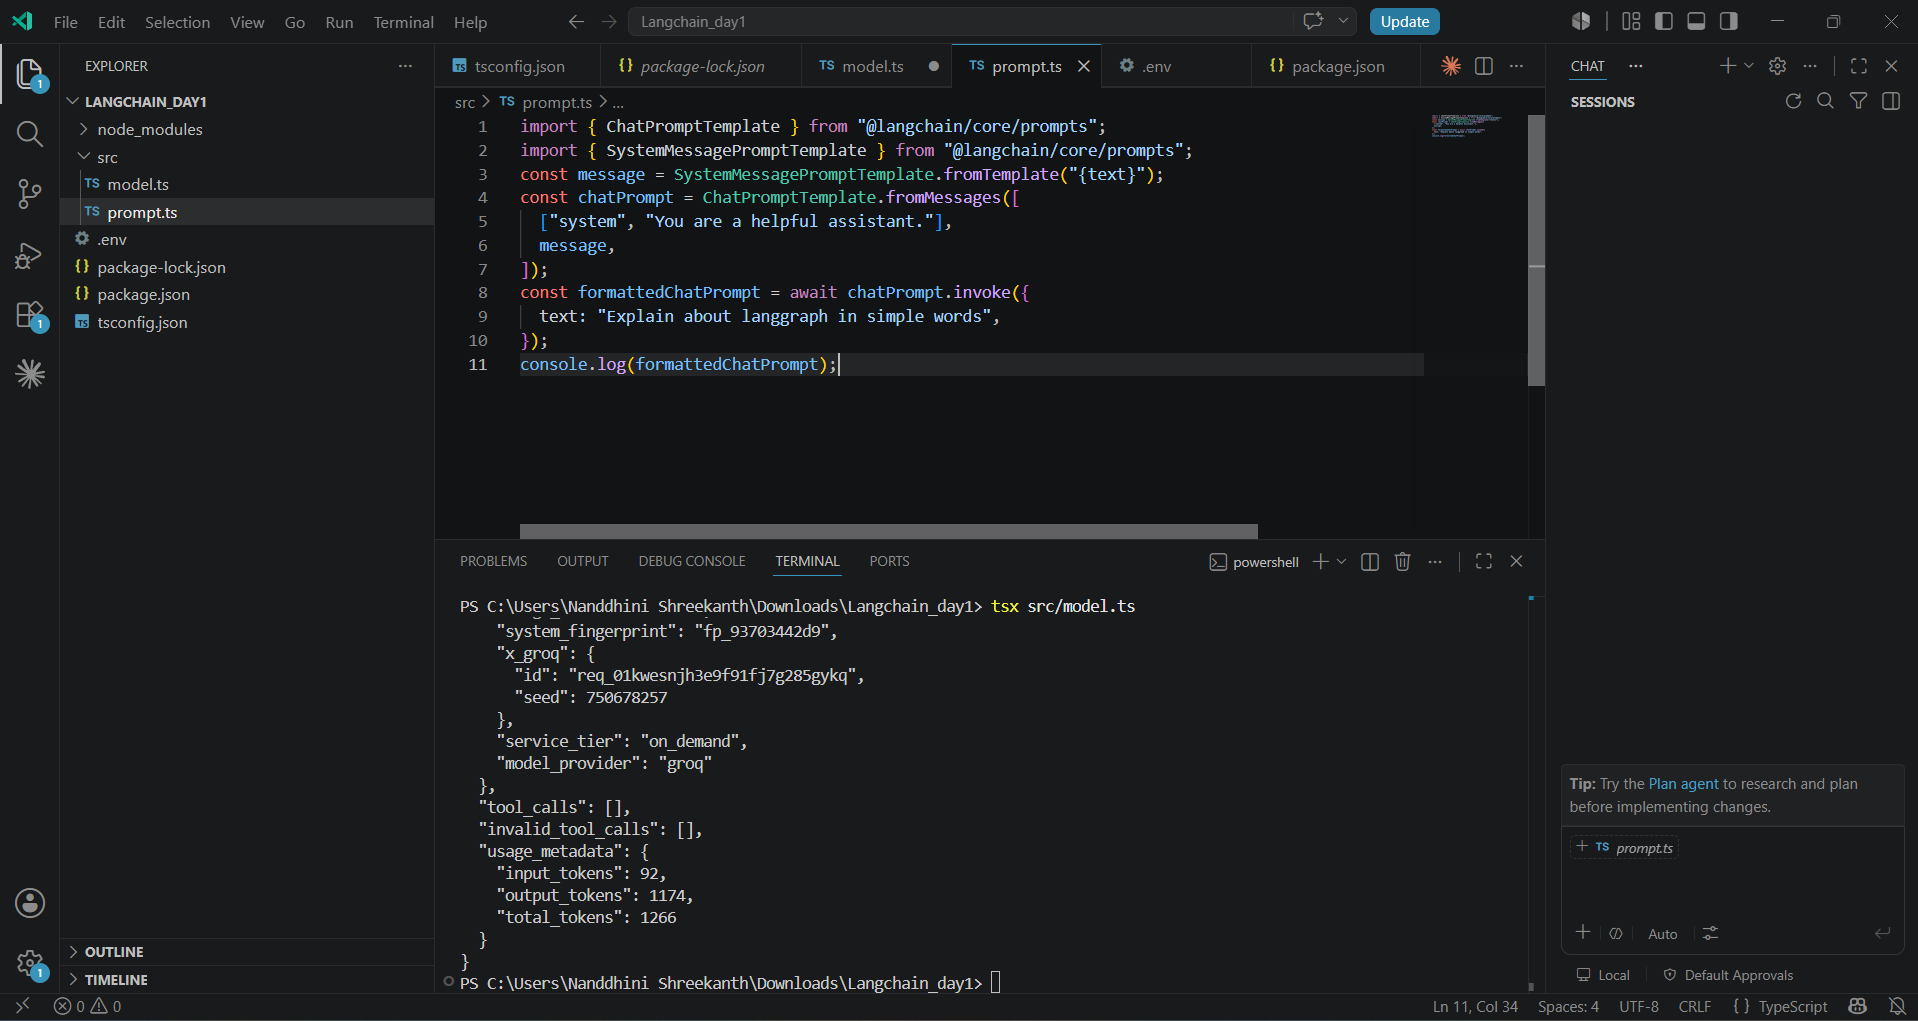 File Edit Selection View Go Run Terminal Help
Langchain_day1
Update
EXPLORER
LANGCHAIN_DAY1
node_modules
src
TS model.ts
TS prompt.ts
.env
{} package-lock.json
{} package.json
TS tsconfig.json
OUTLINE
TIMELINE
1
1
1
TS tsconfig.json {} package-lock.json TS model.ts TS prompt.ts .env {} package.json
src TS prompt.ts ...
1 import { ChatPromptTemplate } from "@langchain/core/prompts";
2 import { SystemMessagePromptTemplate } from "@langchain/core/prompts";
3 const message = SystemMessagePromptTemplate.fromTemplate("{text}");
4 const chatPrompt = ChatPromptTemplate.fromMessages([
5 ["system", "You are a helpful assistant."],
6 message,
7 ]);
8 const formattedChatPrompt = await chatPrompt.invoke({
9 text: "Explain about langgraph in simple words",
10 });
11 console.log(formattedChatPrompt);
PROBLEMS OUTPUT DEBUG CONSOLE TERMINAL PORTS
powershell
PS C:\Users\Nanddhini Shreekanth\Downloads\Langchain_day1> tsx src/model.ts
"system_fingerprint": "fp_93703442d9",
"x_groq": {
"id": "req_01kwesnjh3e9f91fj7g285gykq",
"seed": 750678257
},
"service_tier": "on_demand",
"model_provider": "groq"
},
"tool_calls": [],
"invalid_tool_calls": [],
"usage_metadata": {
"input_tokens": 92,
"output_tokens": 1174,
"total_tokens": 1266
}
}
PS C:\Users\Nanddhini Shreekanth\Downloads\Langchain_day1>
CHAT
SESSIONS
Tip: Try the Plan agent to research and plan
before implementing changes.
TS prompt.ts
Auto
Local Default Approvals
0 0
Ln 11, Col 34 Spaces: 4 UTF-8 CRLF {} TypeScript